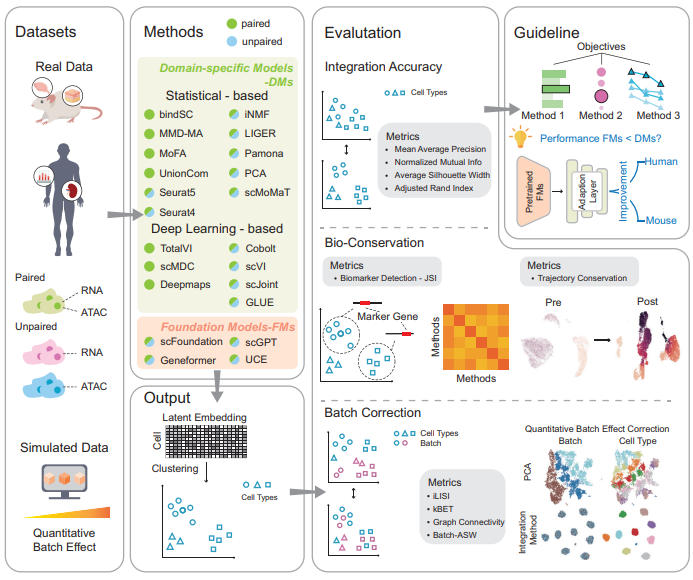 Datasets
Real Data
Paired
RNA
ATAC
Unpaired
RNA
ATAC
Simulated Data
Quantitative
Batch Effect
Methods
paired
unpaired
Domain-specific Models
-DMs
Statistical - based
bindSC
iNMF
MMD-MA
LIGER
MoFA
Pamona
UnionCom
PCA
Seurat5
scMoMaT
Seurat4
Deep Learning - based
TotalVI
Cobolt
scMDC
scVI
Deepmaps
scJoint
GLUE
Foundation Models-FMs
scFoundation
scGPT
Geneformer
UCE
Output
Latent Embedding
Cell
Clustering
Cell Types
Evalutation
Integration Accuracy
Cell Types
Metrics
• Mean Average Precision
• Normalized Mutual Info
• Average Silhouette Width
• Adjusted Rand Index
Bio-Conservation
Metrics
• Biomarker Detection - JSI
Marker Gene
Methods
Methods
Metrics
• Trajectory Conservation
Pre
Post
Batch Correction
Cell Types
Batch
Metrics
• iLISI
• kBET
• Graph Connectivity
• Batch-ASW
Quantitative Batch Effect Correction
Batch
Cell Type
PCA
Integration
Method
Guideline
Objectives
Method 1
Method 2
Method 3
Performance FMs < DMs?
Pretrained
FMs
Adaption
Layer
Improvement
Human
Mouse